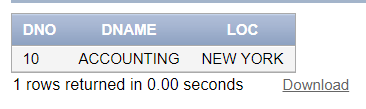 DNO DNAME LOC
10 ACCOUNTING NEW YORK
1 rows returned in 0.00 seconds Download